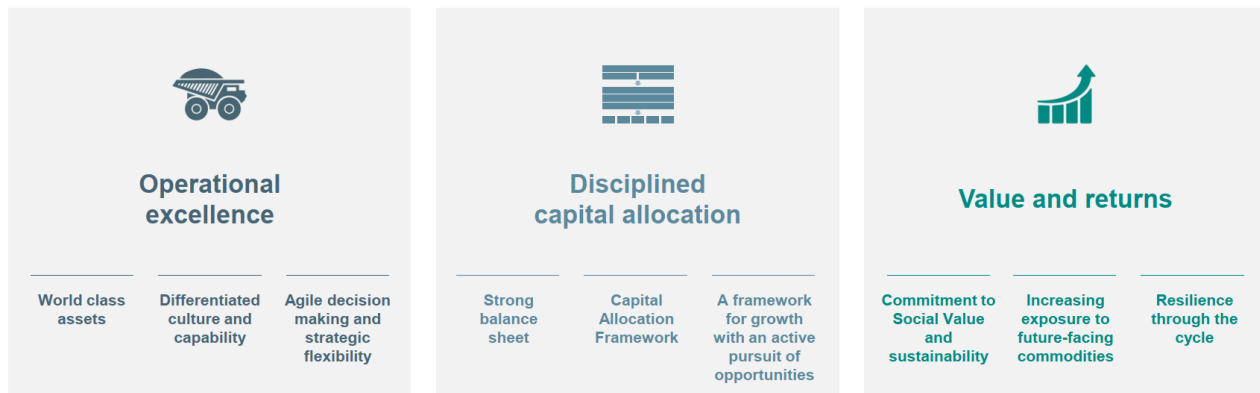 Operational
excellence
World class
assets
Differentiated
culture and
capability
Agile decision
making and
strategic
flexibility
Disciplined
capital allocation
Strong
balance
sheet
Capital
Allocation
Framework
A framework
for growth
with an active
pursuit of
opportunities
Value and returns
Commitment to
Social Value
and
sustainability
Increasing
exposure to
future-facing
commodities
Resilience
through the
cycle